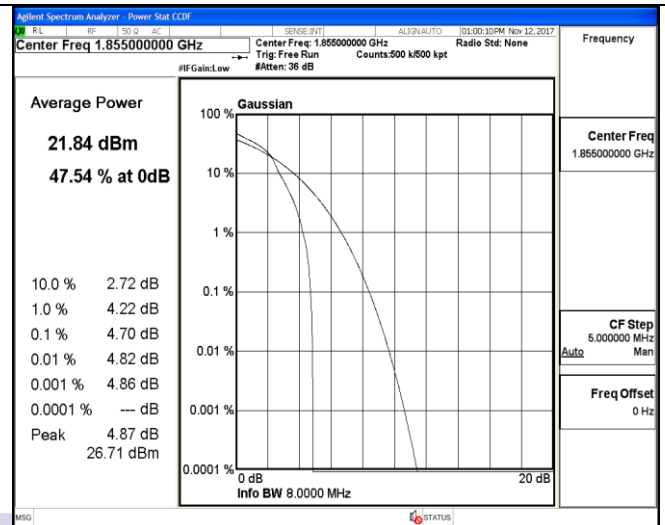 Agilent Spectrum Analyzer - Power Stat CCDF
RL RF 50 Ω AC SENSE:INT ALIGN AUTO 01:00:10PM Nov 12, 2017
Center Freq 1.855000000 GHz
Center Freq: 1.855000000 GHz Radio Std: None
Trig: Free Run Counts:500 k/500 kpt
#IFGain:Low #Atten: 36 dB
Frequency
Average Power
21.84 dBm
47.54 % at 0dB
10.0 % 2.72 dB
1.0 % 4.22 dB
0.1 % 4.70 dB
0.01 % 4.82 dB
0.001 % 4.86 dB
0.0001 % --- dB
Peak 4.87 dB
26.71 dBm
Gaussian
100 %
10 %
1 %
0.1 %
0.01 %
0.001 %
0.0001 %
0 dB 20 dB
Info BW 8.0000 MHz
Center Freq
1.855000000 GHz
CF Step
5.000000 MHz
Auto Man
Freq Offset
0 Hz
MSG STATUS